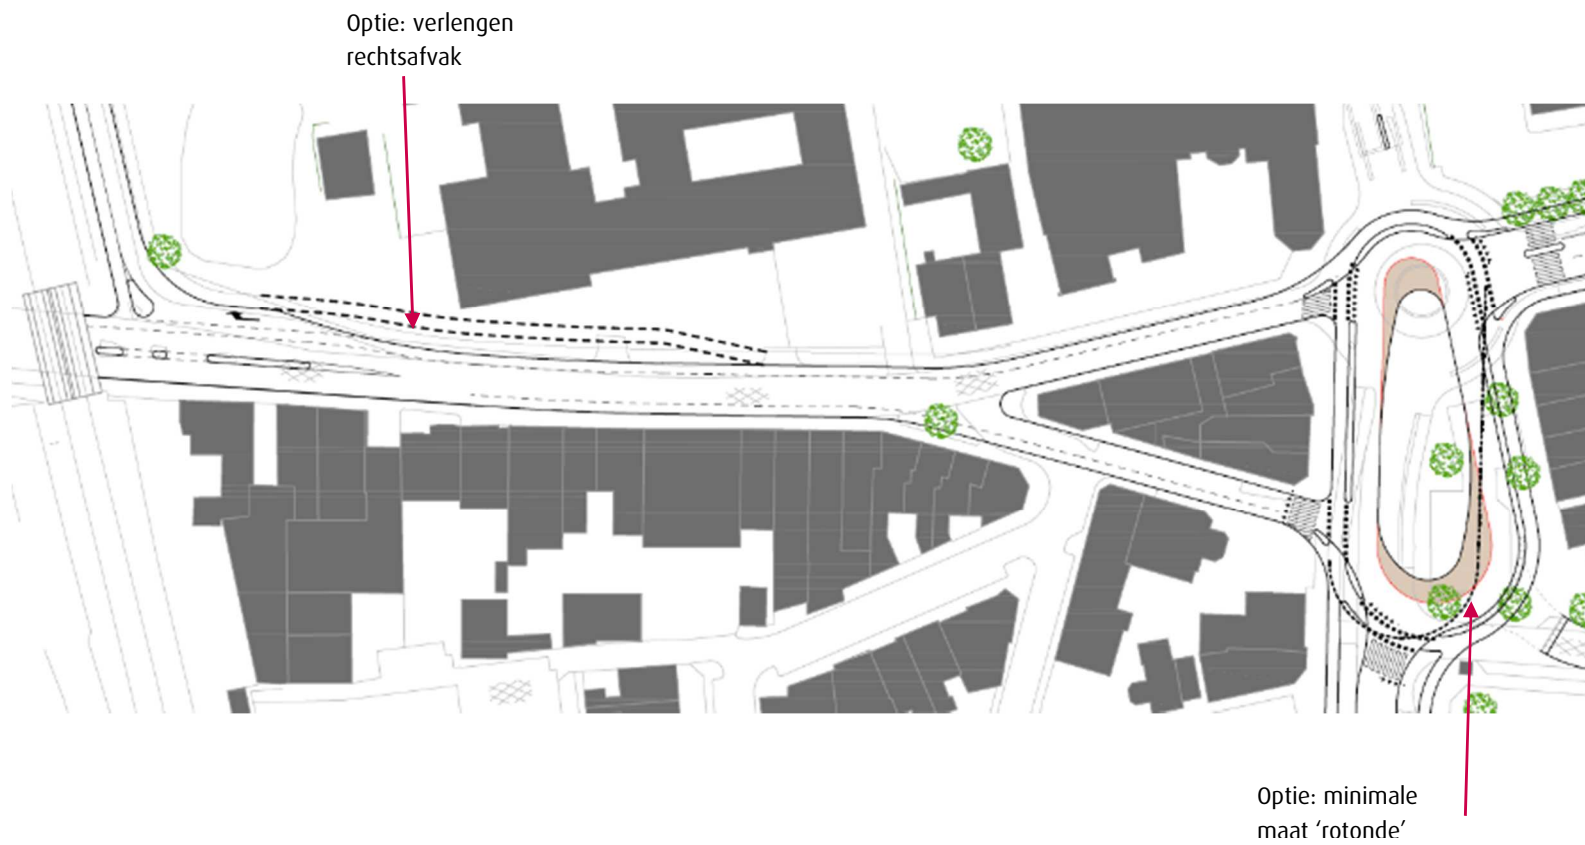 Optie: verlengen
rechtsafvak
Optie: minimale
maat ‘rotonde’